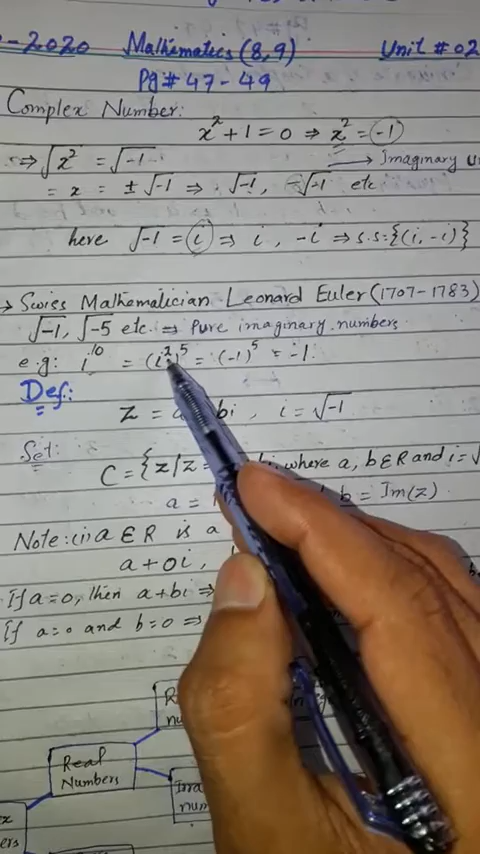 -2020 Mathematics (8,9) Unit # 02
Pg # 47-49
Complex Number:
x² + 1 = 0 ⇒ x² = -1
⇒ √x² = √-1 → Imaginary
= x = ± √-1 ⇒ √-1, -√-1 etc
here √-1 = i ⇒ i, -i ⇒ s.s = {(i, -i)}
→ Swiss Mathematician Leonard Euler (1707-1783)
√-1, √-5 etc. ⇒ Pure imaginary numbers
e.g: i¹⁰ = (i²)⁵ = (-1)⁵ = -1.
Def:
Z = a bi, i = √-1
Set:
C = {z/z = bi, where a, b ∈ R and i = √
a = b = Im(z)
Note: (i) a ∈ R is a
a + 0i,
If a = 0, then a + bi ⇒
If a = 0 and b = 0 ⇒
Real
Numbers